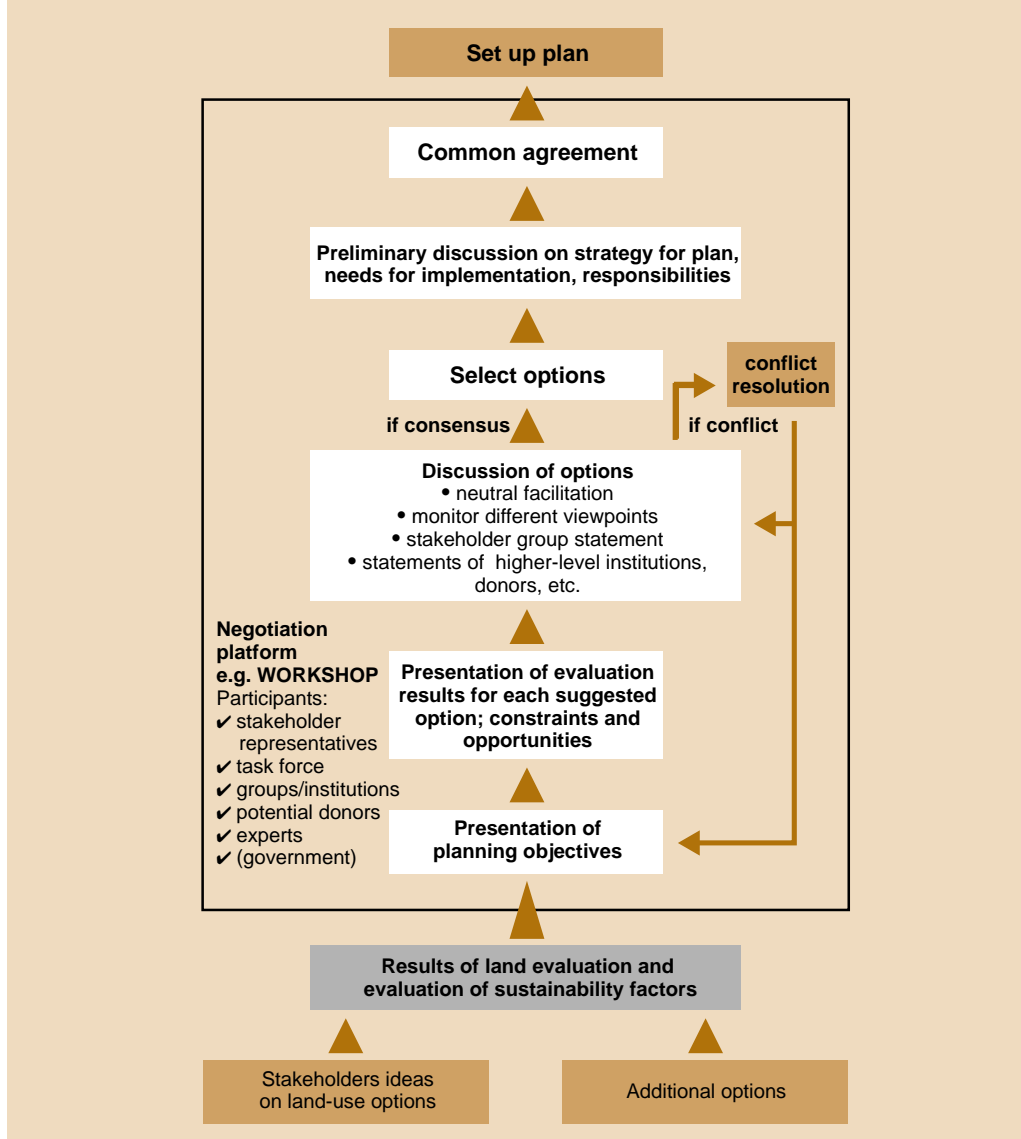 Set up plan
Common agreement
Preliminary discussion on strategy for plan,
needs for implementation, responsibilities
Select options
conflict
resolution
if consensus
if conflict
Discussion of options
• neutral facilitation
• monitor different viewpoints
• stakeholder group statement
• statements of higher-level institutions,
donors, etc.
Negotiation
platform
e.g. WORKSHOP
Participants:
✔ stakeholder
representatives
✔ task force
✔ groups/institutions
✔ potential donors
✔ experts
✔ (government)
Presentation of evaluation
results for each suggested
option; constraints and
opportunities
Presentation of
planning objectives
Results of land evaluation and
evaluation of sustainability factors
Stakeholders ideas
on land-use options
Additional options